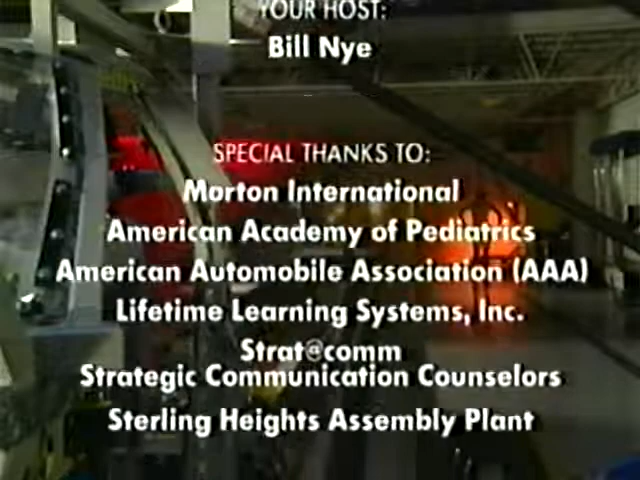 YOUR HOST:
Bill Nye
SPECIAL THANKS TO:
Morton International
American Academy of Pediatrics
American Automobile Association (AAA)
Lifetime Learning Systems, Inc.
Strat@comm
Strategic Communication Counselors
Sterling Heights Assembly Plant